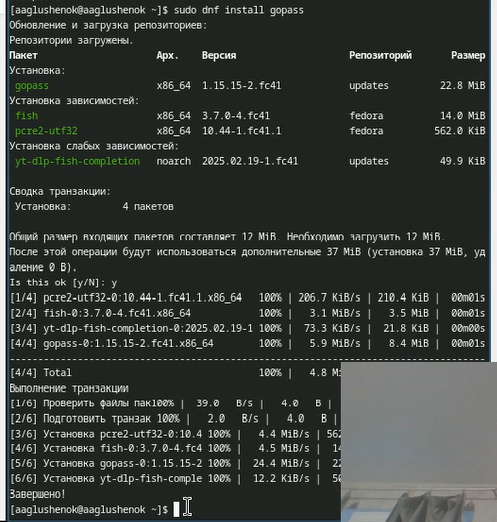 [aaglushenok@aaglushenok ~]$ sudo dnf install gopass
Обновление и загрузка репозиториев:
Репозитории загружены.
Пакет Арх. Версия Репозиторий Размер
Установка:
gopass x86_64 1.15.15-2.fc41 updates 22.8 MiB
Установка зависимостей:
fish x86_64 3.7.0-4.fc41 fedora 14.0 MiB
pcre2-utf32 x86_64 10.44-1.fc41.1 fedora 562.0 KiB
Установка слабых зависимостей:
yt-dlp-fish-completion noarch 2025.02.19-1.fc41 updates 49.9 KiB
Сводка транзакции:
Установка: 4 пакетов
Общий размер входящих пакетов составляет 12 MiB. Необходимо загрузить 12 MiB.
После этой операции будут использоваться дополнительные 37 MiB (установка 37 MiB, уд
аление 0 B).
Is this ok [y/N]: y
[1/4] pcre2-utf32-0:10.44-1.fc41.1.x86_64 100% | 206.7 KiB/s | 210.4 KiB | 00m01s
[2/4] fish-0:3.7.0-4.fc41.x86_64 100% | 3.1 MiB/s | 3.5 MiB | 00m01s
[3/4] yt-dlp-fish-completion-0:2025.02.19-1 100% | 73.3 KiB/s | 21.8 KiB | 00m00s
[4/4] gopass-0:1.15.15-2.fc41.x86_64 100% | 5.9 MiB/s | 8.4 MiB | 00m01s
--------------------------------------------------------------------------------
[4/4] Total 100% | 4.8 Mi
Выполнение транзакции
[1/6] Проверить файлы пак100% | 39.0 B/s | 4.0 B |
[2/6] Подготовить транзак 100% | 2.0 B/s | 4.0 B |
[3/6] Установка pcre2-utf32-0:10.4 100% | 4.4 MiB/s | 562
[4/6] Установка fish-0:3.7.0-4.fc4 100% | 4.5 MiB/s | 14
[5/6] Установка gopass-0:1.15.15-2 100% | 24.4 MiB/s | 22
[6/6] Установка yt-dlp-fish-comple 100% | 12.2 KiB/s | 50
Завершено!
[aaglushenok@aaglushenok ~]$